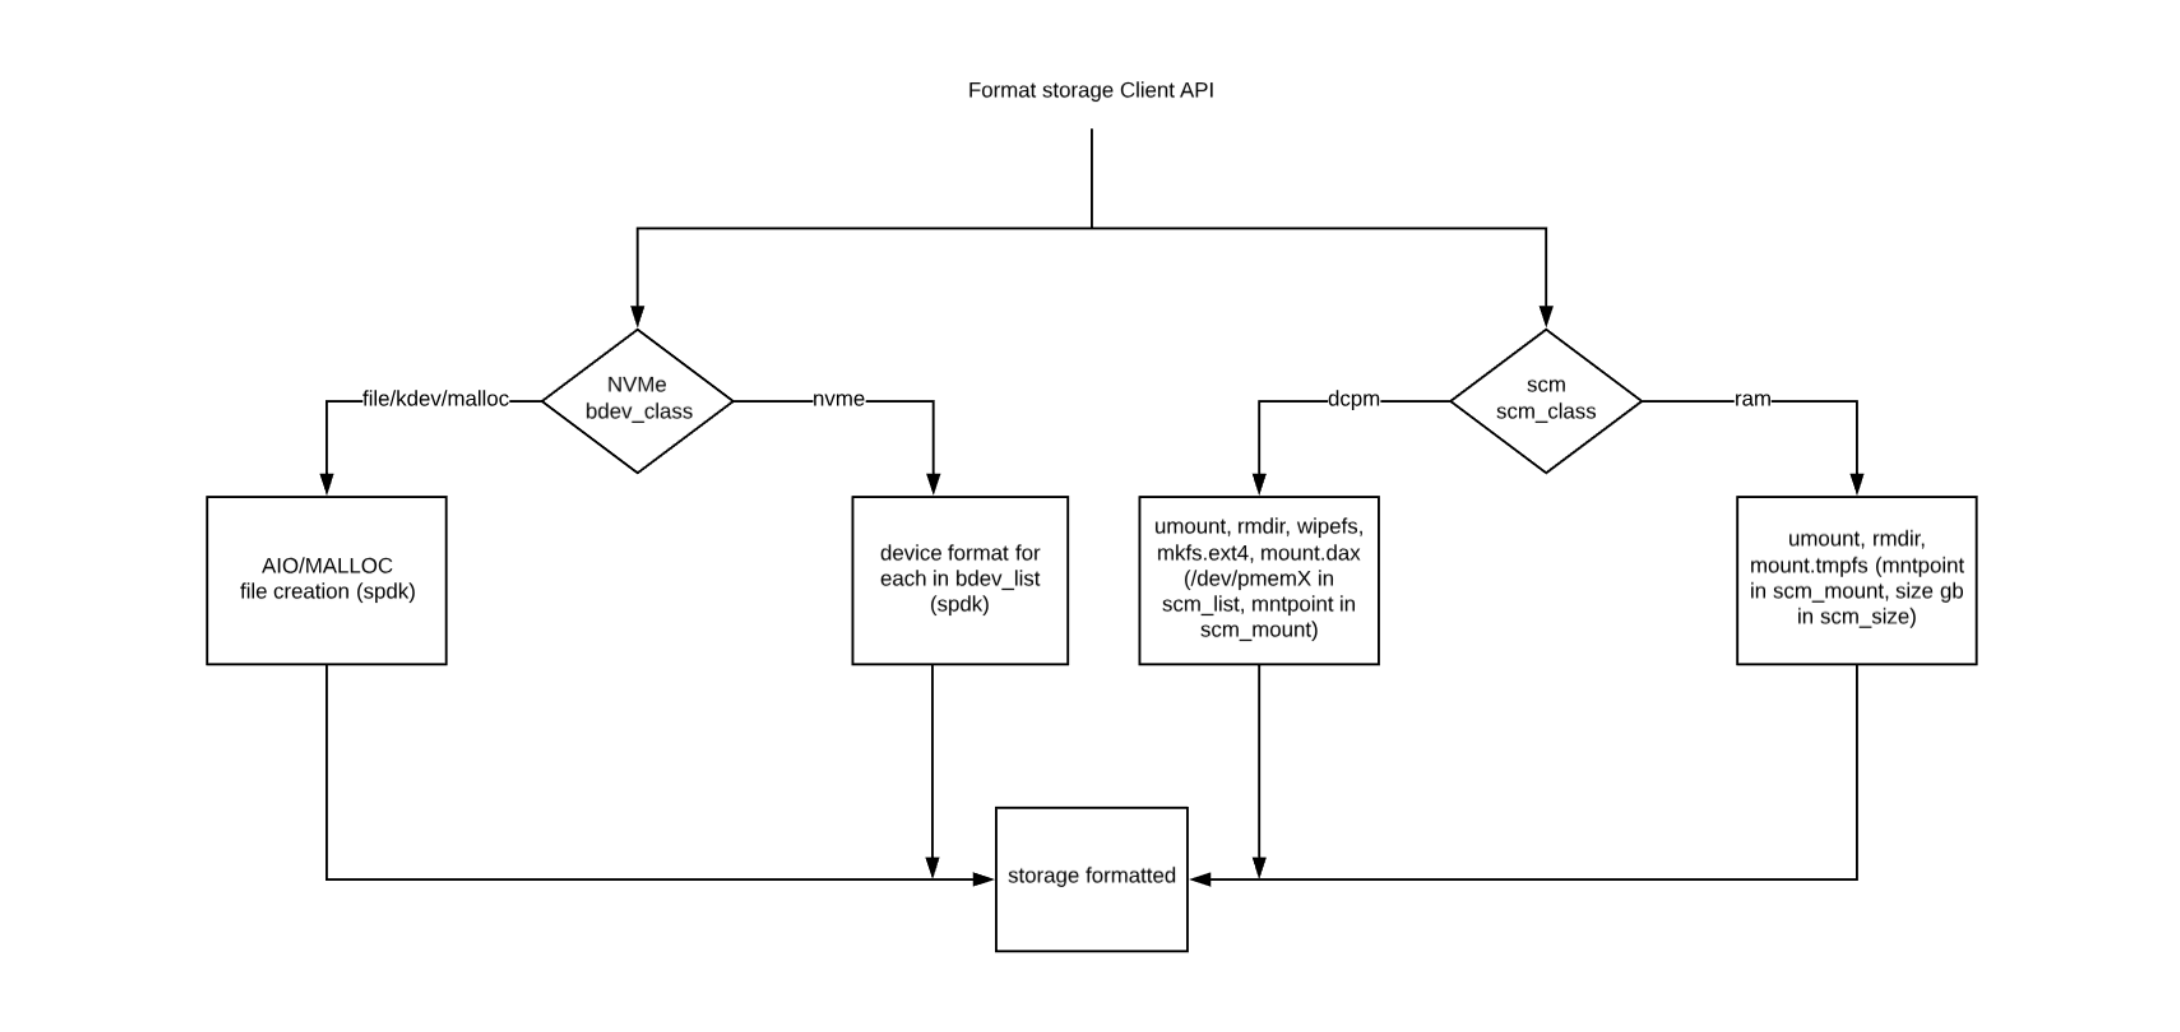 Format storage Client API
NVMe
bdev_class
file/kdev/malloc
nvme
scm
scm_class
dcpm
ram
AIO/MALLOC
file creation (spdk)
device format for
each in bdev_list
(spdk)
umount, rmdir, wipefs,
mkfs.ext4, mount.dax
(/dev/pmemX in
scm_list, mntpoint in
scm_mount)
umount, rmdir,
mount.tmpfs (mntpoint
in scm_mount, size gb
in scm_size)
storage formatted